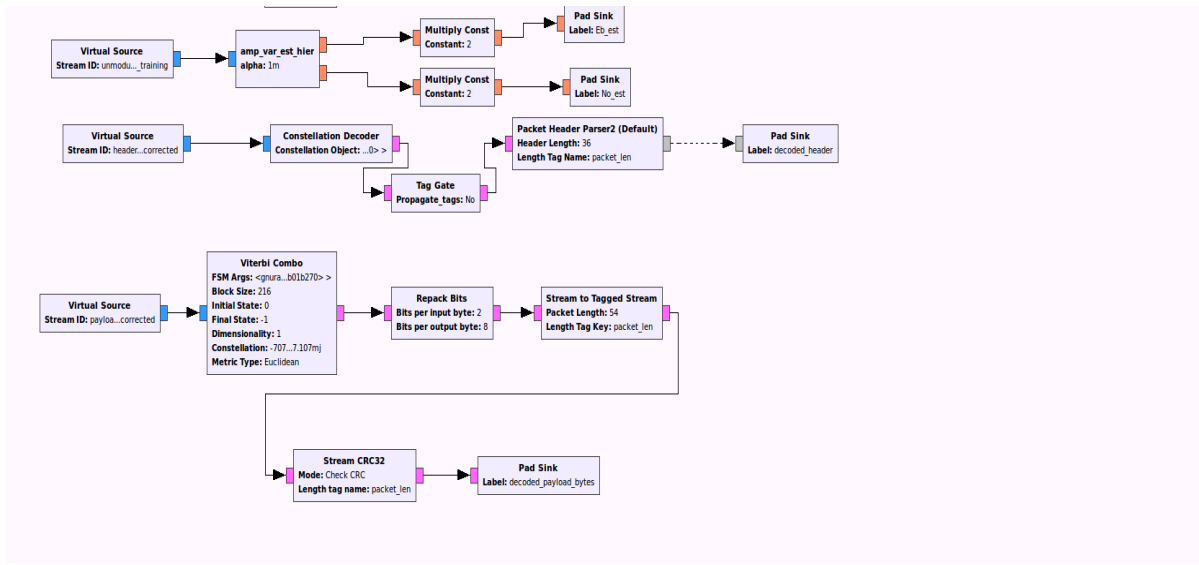 Pad Sink
Label: Eb_est
Virtual Source
Stream ID: unmodu..._training
amp_var_est_hier
alpha: 1m
Multiply Const
Constant: 2
Multiply Const
Constant: 2
Pad Sink
Label: No_est
Virtual Source
Stream ID: header...corrected
Constellation Decoder
Constellation Object: ...0> >
Packet Header Parser2 (Default)
Header Length: 36
Length Tag Name: packet_len
Pad Sink
Label: decoded_header
Tag Gate
Propagate_tags: No
Virtual Source
Stream ID: payloa...corrected
Viterbi Combo
FSM Args: <gnura...b01b270> >
Block Size: 216
Initial State: 0
Final State: -1
Dimensionality: 1
Constellation: -707...7.107mj
Metric Type: Euclidean
Repack Bits
Bits per input byte: 2
Bits per output byte: 8
Stream to Tagged Stream
Packet Length: 54
Length Tag Key: packet_len
Stream CRC32
Mode: Check CRC
Length tag name: packet_len
Pad Sink
Label: decoded_payload_bytes